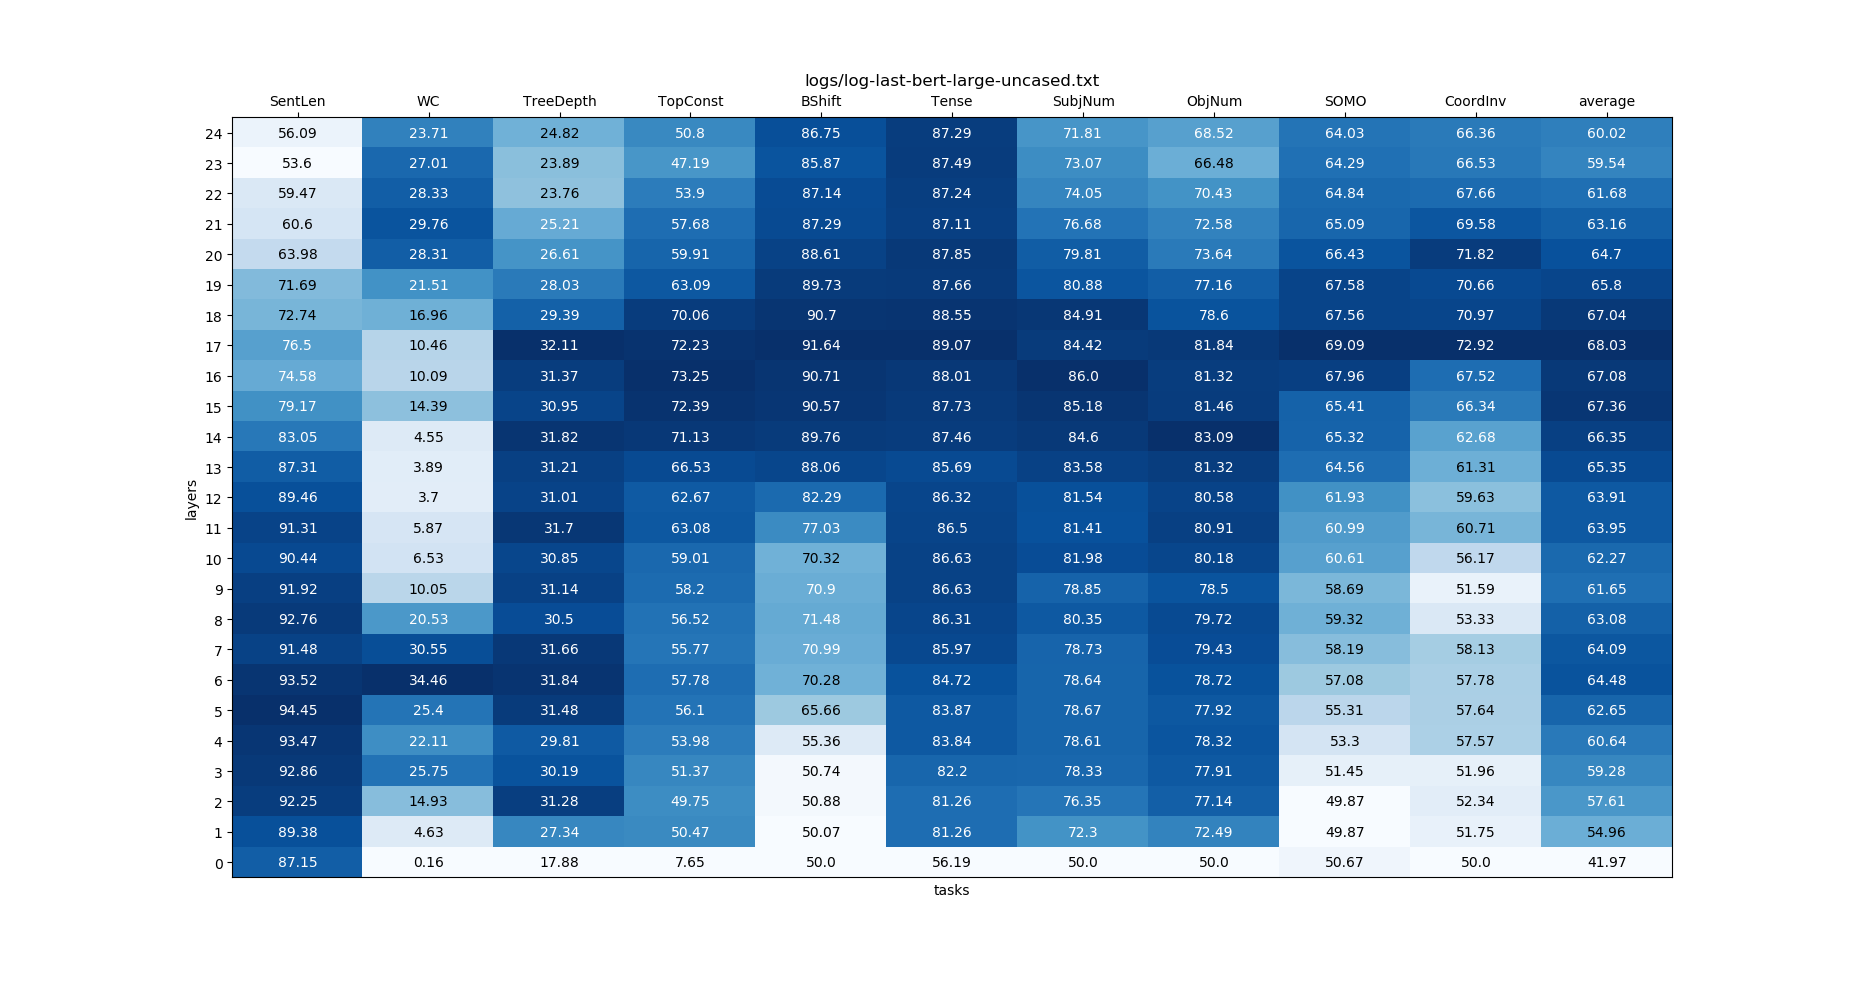 logs/log-last-bert-large-uncased.txt
SentLen WC TreeDepth TopConst BShift Tense SubjNum ObjNum SOMO CoordInv average
24 56.09 23.71 24.82 50.8 86.75 87.29 71.81 68.52 64.03 66.36 60.02
23 53.6 27.01 23.89 47.19 85.87 87.49 73.07 66.48 64.29 66.53 59.54
22 59.47 28.33 23.76 53.9 87.14 87.24 74.05 70.43 64.84 67.66 61.68
21 60.6 29.76 25.21 57.68 87.29 87.11 76.68 72.58 65.09 69.58 63.16
20 63.98 28.31 26.61 59.91 88.61 87.85 79.81 73.64 66.43 71.82 64.7
19 71.69 21.51 28.03 63.09 89.73 87.66 80.88 77.16 67.58 70.66 65.8
18 72.74 16.96 29.39 70.06 90.7 88.55 84.91 78.6 67.56 70.97 67.04
17 76.5 10.46 32.11 72.23 91.64 89.07 84.42 81.84 69.09 72.92 68.03
16 74.58 10.09 31.37 73.25 90.71 88.01 86.0 81.32 67.96 67.52 67.08
15 79.17 14.39 30.95 72.39 90.57 87.73 85.18 81.46 65.41 66.34 67.36
14 83.05 4.55 31.82 71.13 89.76 87.46 84.6 83.09 65.32 62.68 66.35
13 87.31 3.89 31.21 66.53 88.06 85.69 83.58 81.32 64.56 61.31 65.35
12 89.46 3.7 31.01 62.67 82.29 86.32 81.54 80.58 61.93 59.63 63.91
11 91.31 5.87 31.7 63.08 77.03 86.5 81.41 80.91 60.99 60.71 63.95
10 90.44 6.53 30.85 59.01 70.32 86.63 81.98 80.18 60.61 56.17 62.27
9 91.92 10.05 31.14 58.2 70.9 86.63 78.85 78.5 58.69 51.59 61.65
8 92.76 20.53 30.5 56.52 71.48 86.31 80.35 79.72 59.32 53.33 63.08
7 91.48 30.55 31.66 55.77 70.99 85.97 78.73 79.43 58.19 58.13 64.09
6 93.52 34.46 31.84 57.78 70.28 84.72 78.64 78.72 57.08 57.78 64.48
5 94.45 25.4 31.48 56.1 65.66 83.87 78.67 77.92 55.31 57.64 62.65
4 93.47 22.11 29.81 53.98 55.36 83.84 78.61 78.32 53.3 57.57 60.64
3 92.86 25.75 30.19 51.37 50.74 82.2 78.33 77.91 51.45 51.96 59.28
2 92.25 14.93 31.28 49.75 50.88 81.26 76.35 77.14 49.87 52.34 57.61
1 89.38 4.63 27.34 50.47 50.07 81.26 72.3 72.49 49.87 51.75 54.96
0 87.15 0.16 17.88 7.65 50.0 56.19 50.0 50.0 50.67 50.0 41.97
layers
tasks